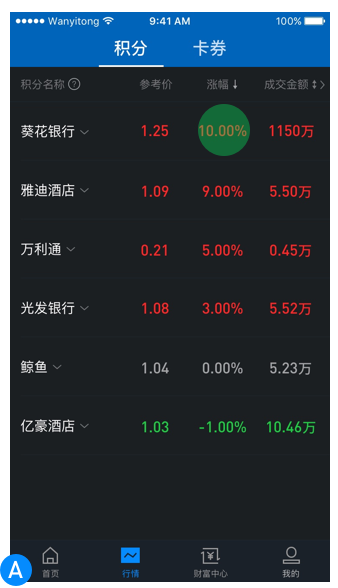 Wanyitong 9:41 AM 100%
积分 卡券
积分名称 ? 参考价 涨幅↓ 成交金额
葵花银行 1.25 10.00% 1150万
雅迪酒店 1.09 9.00% 5.50万
万利通 0.21 5.00% 0.45万
光发银行 1.08 3.00% 5.52万
鲸鱼 1.04 0.00% 5.23万
亿豪酒店 1.03 -1.00% 10.46万
A
首页 行情 财富中心 我的